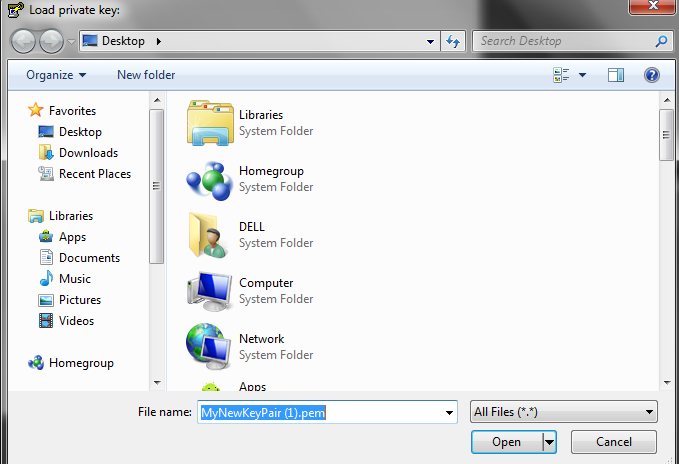 Load private key:
Desktop
Search Desktop
Organize
New folder
Favorites
Desktop
Downloads
Recent Places
Libraries
Apps
Documents
Music
Pictures
Videos
Homegroup
Libraries
System Folder
Homegroup
System Folder
DELL
System Folder
Computer
System Folder
Network
System Folder
Apps
File name:
MyNewKeyPair (1).pem
All Files (*.*)
Open
Cancel